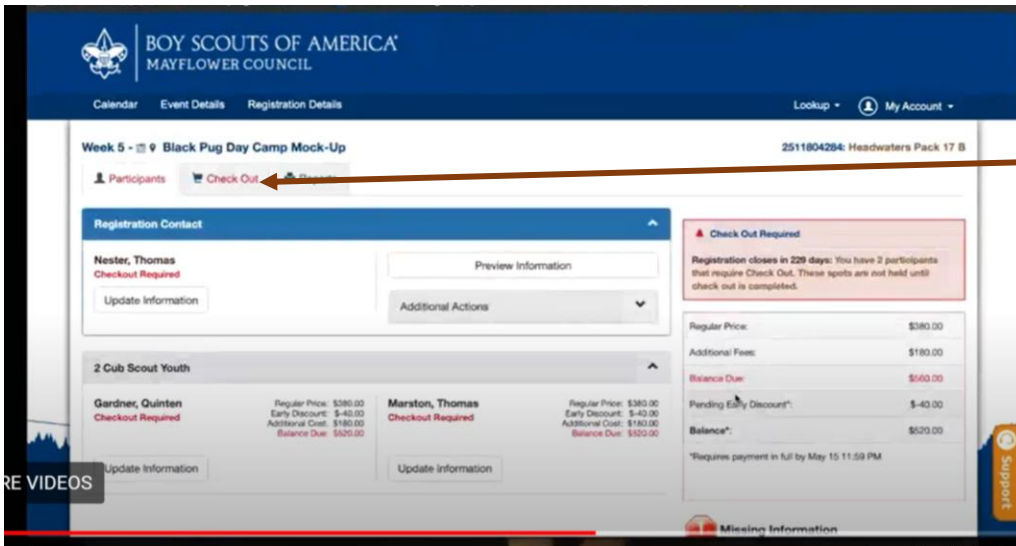 BOY SCOUTS OF AMERICA
MAYFLOWER COUNCIL
Calendar Event Details Registration Details Lookup My Account
Week 5 - Black Pug Day Camp Mock-Up 2511804284: Headwaters Pack 17 B
Participants Check Out Reports
Registration Contact
Nester, Thomas
Checkout Required
Update Information
Preview Information
Additional Actions
2 Cub Scout Youth
Gardner, Quinten
Checkout Required
Regular Price: $380.00
Early Discount: $-40.00
Additional Cost: $180.00
Balance Due: $520.00
Update Information
Marston, Thomas
Checkout Required
Regular Price: $380.00
Early Discount: $-40.00
Additional Cost: $180.00
Balance Due: $520.00
Update Information
Check Out Required
Registration closes in 229 days: You have 2 participants
that require Check Out. These spots are not held until
check out is completed.
Regular Price: $380.00
Additional Fees: $180.00
Balance Due: $560.00
Pending Early Discount*: $-40.00
Balance*: $520.00
*Requires payment in full by May 15 11:59 PM
Missing Information
Support
RE VIDEOS